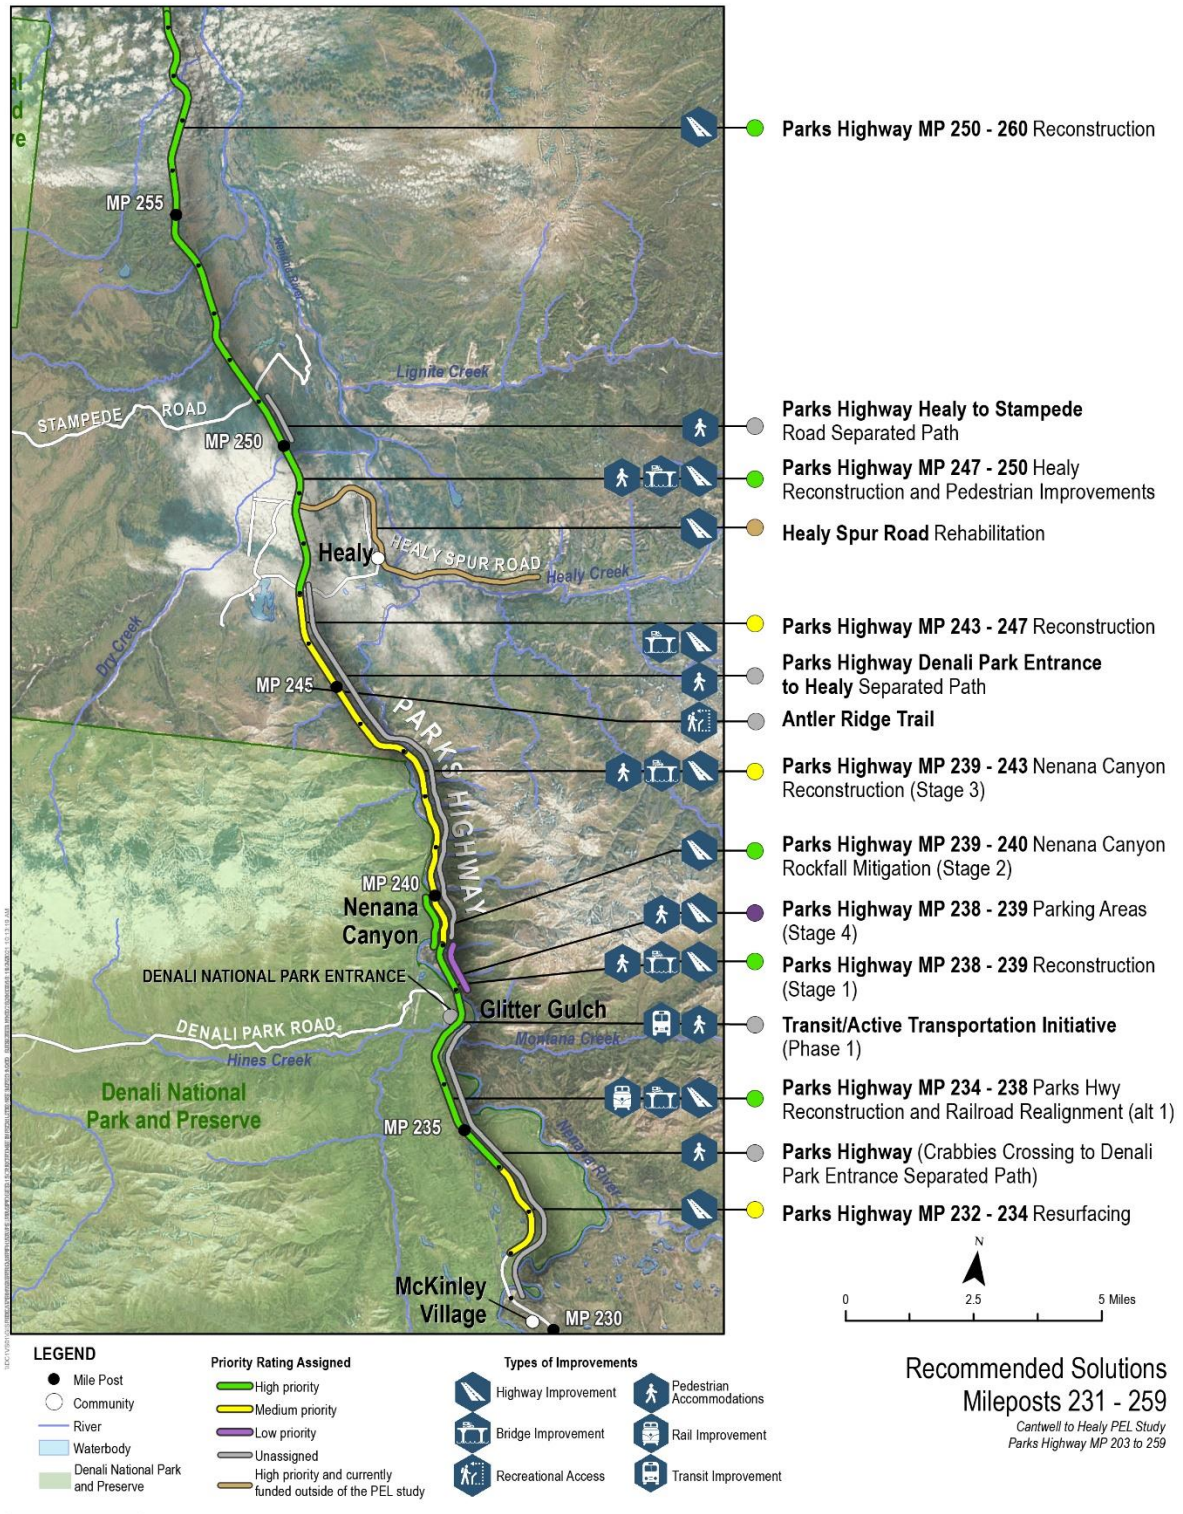 al
d
ve
MP 255
Nenana River
Lignite Creek
STAMPEDE ROAD
MP 250
Healy
HEALY SPUR ROAD
Healy Creek
Dry Creek
MP 245
PARKS HIGHWAY
MP 240
Nenana
Canyon
DENALI NATIONAL PARK ENTRANCE
Glitter Gulch
DENALI PARK ROAD
Montana Creek
Hines Creek
Denali National
Park and Preserve
MP 235
Nenana River
McKinley
Village
MP 230
Parks Highway MP 250 - 260 Reconstruction
Parks Highway Healy to Stampede
Road Separated Path
Parks Highway MP 247 - 250 Healy
Reconstruction and Pedestrian Improvements
Healy Spur Road Rehabilitation
Parks Highway MP 243 - 247 Reconstruction
Parks Highway Denali Park Entrance
to Healy Separated Path
Antler Ridge Trail
Parks Highway MP 239 - 243 Nenana Canyon
Reconstruction (Stage 3)
Parks Highway MP 239 - 240 Nenana Canyon
Rockfall Mitigation (Stage 2)
Parks Highway MP 238 - 239 Parking Areas
(Stage 4)
Parks Highway MP 238 - 239 Reconstruction
(Stage 1)
Transit/Active Transportation Initiative
(Phase 1)
Parks Highway MP 234 - 238 Parks Hwy
Reconstruction and Railroad Realignment (alt 1)
Parks Highway (Crabbies Crossing to Denali
Park Entrance Separated Path)
Parks Highway MP 232 - 234 Resurfacing
N
0 2.5 5 Miles
LEGEND
Mile Post
Community
River
Waterbody
Denali National Park
and Preserve
Priority Rating Assigned
High priority
Medium priority
Low priority
Unassigned
High priority and currently
funded outside of the PEL study
Types of Improvements
Highway Improvement
Bridge Improvement
Recreational Access
Pedestrian
Accommodations
Rail Improvement
Transit Improvement
Recommended Solutions
Mileposts 231 - 259
Cantwell to Healy PEL Study
Parks Highway MP 203 to 259